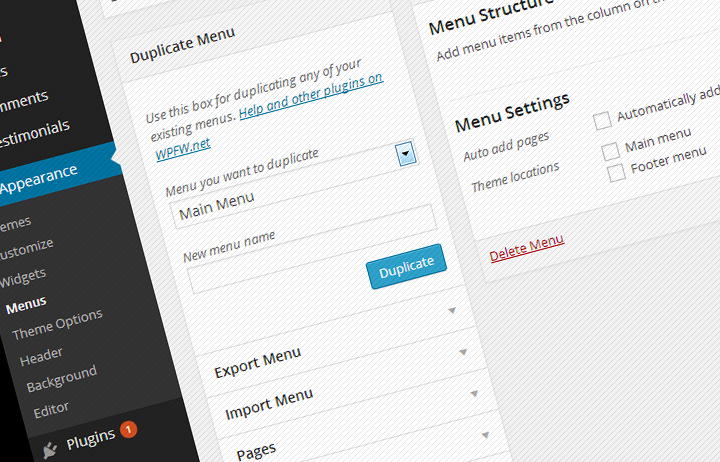 mments
estimonials
Appearance
emes
ustomize
Widgets
Menus
Theme Options
Header
Background
Editor
Plugins 1
Duplicate Menu
Use this box for duplicating any of your
existing menus. Help and other plugins on
WPFW.net
Menu you want to duplicate
Main Menu
New menu name
Duplicate
Export Menu
Import Menu
Pages
Menu Structure
Add menu items from the column on th
Menu Settings
Auto add pages
Automatically add
Theme locations
Main menu
Footer menu
Delete Menu